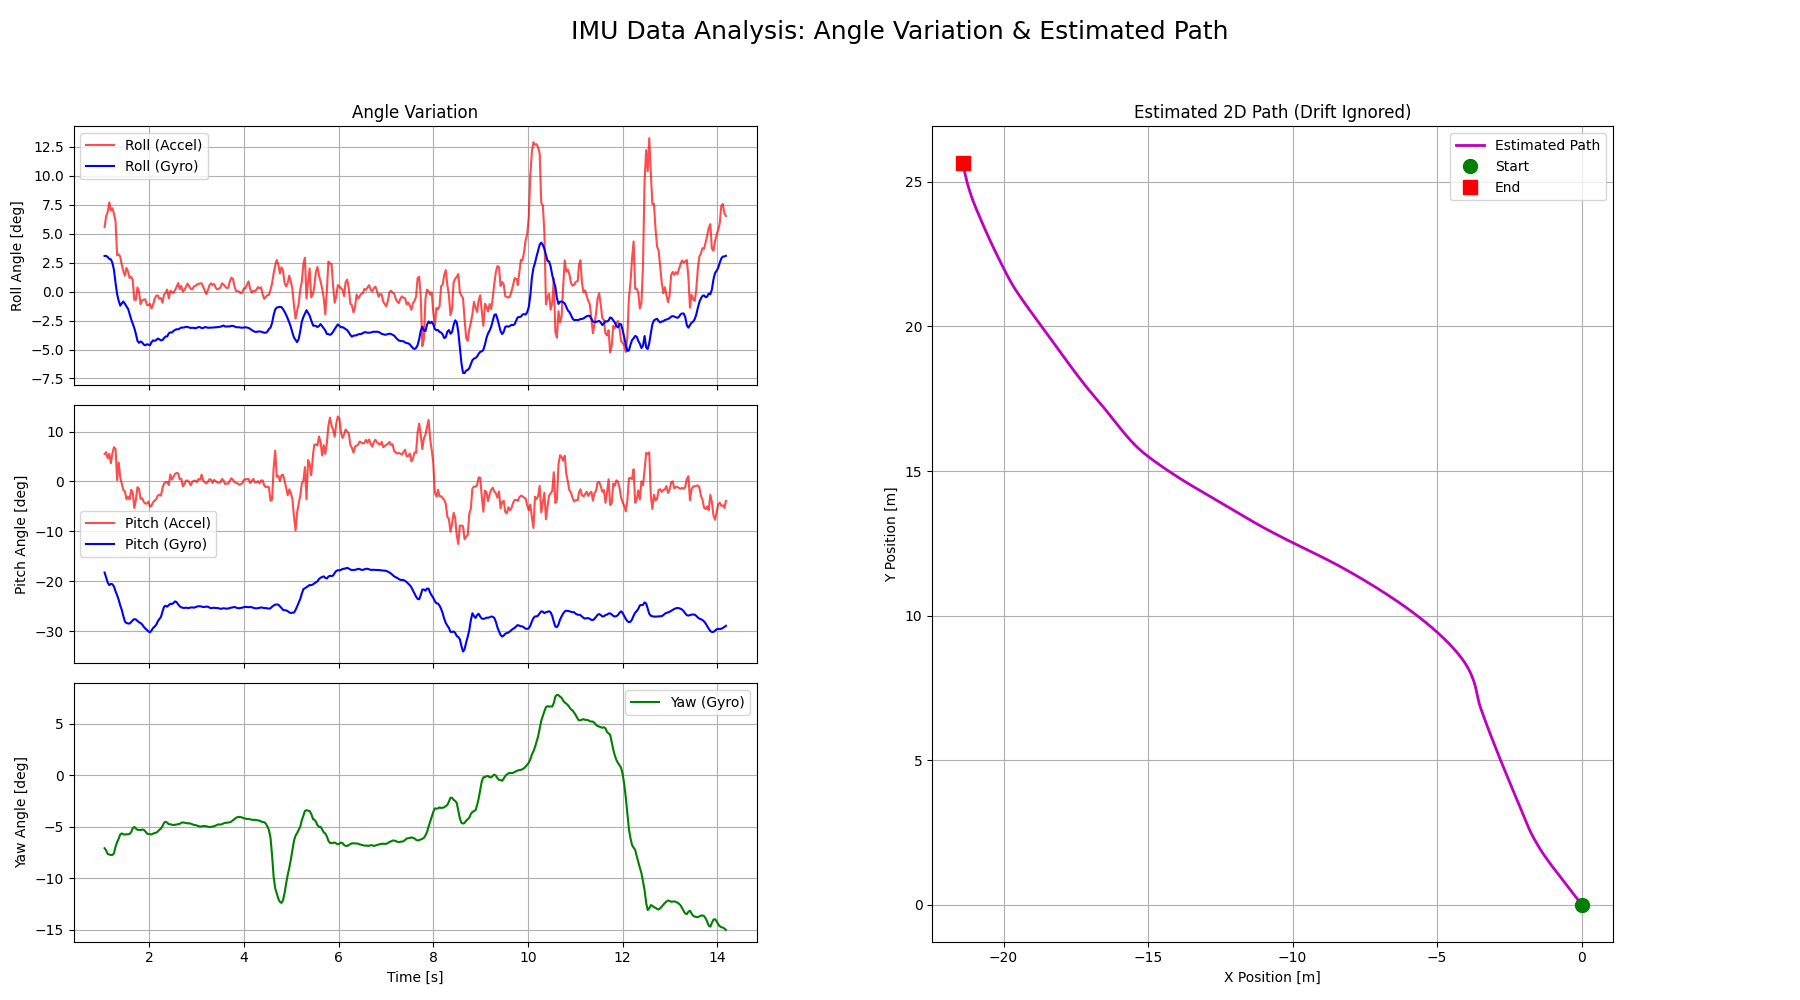 IMU Data Analysis: Angle Variation & Estimated Path
Angle Variation
Roll Angle [deg]
12.5
10.0
7.5
5.0
2.5
0.0
−2.5
−5.0
−7.5
Roll (Accel)
Roll (Gyro)
Pitch Angle [deg]
10
0
−10
−20
−30
Pitch (Accel)
Pitch (Gyro)
Yaw Angle [deg]
5
0
−5
−10
−15
Yaw (Gyro)
2 4 6 8 10 12 14
Time [s]
Estimated 2D Path (Drift Ignored)
Y Position [m]
25
20
15
10
5
0
Estimated Path
Start
End
−20 −15 −10 −5 0
X Position [m]